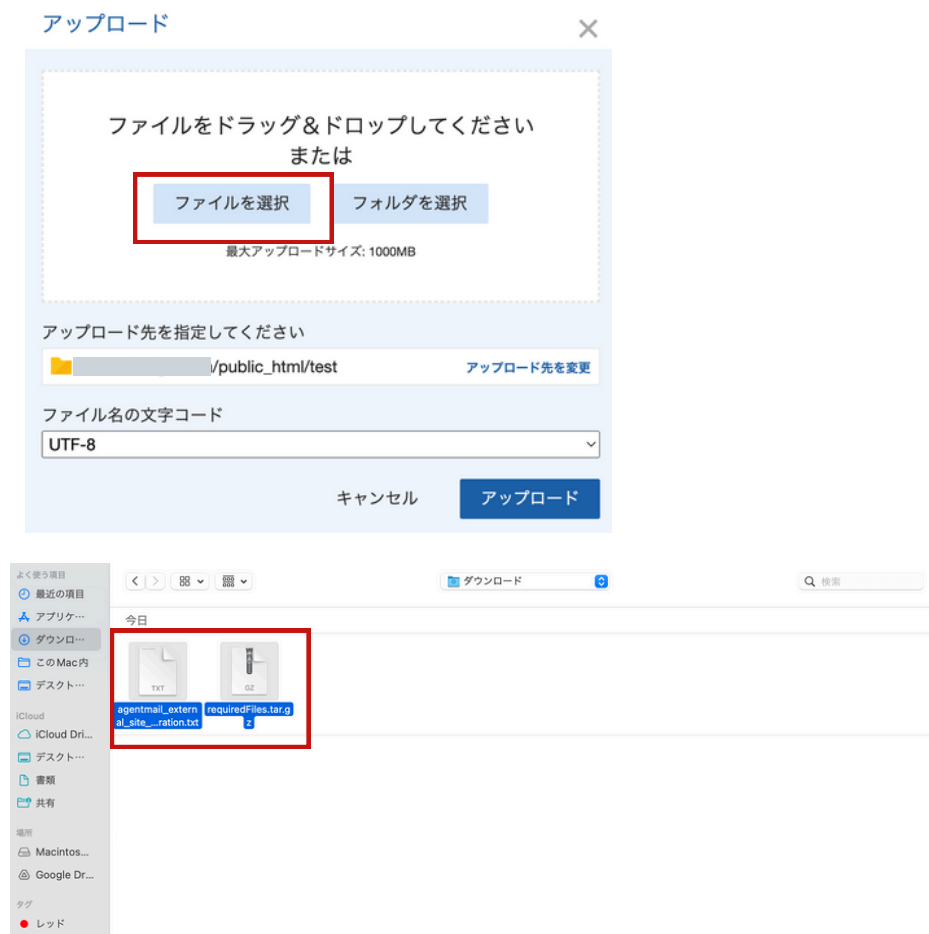 アップロード
ファイルをドラッグ&ドロップしてください
または
ファイルを選択
フォルダを選択
最大アップロードサイズ: 1000MB
アップロード先を指定してください
/public_html/test
アップロード先を変更
ファイル名の文字コード
UTF-8
キャンセル
アップロード
よく使う項目
最近の項目
アプリケ…
ダウンロ…
このMac内
デスクト…
iCloud
iCloud Dri...
デスクト…
書類
共有
場所
Macintos...
Google Dr...
タグ
レッド
ダウンロード
検索
今日
TXT
agentmail_extern
al_site_...ration.txt
GZ
requiredFiles.tar.g
z